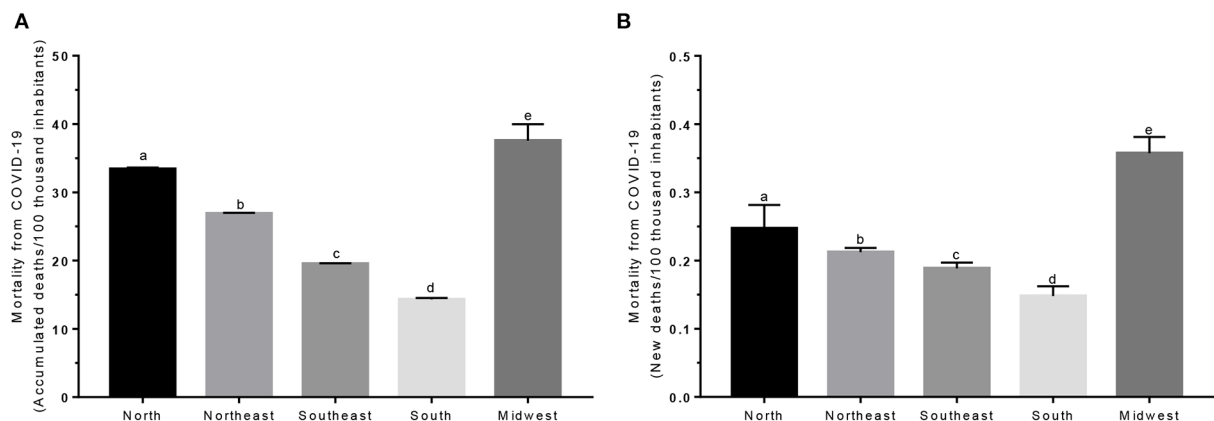 A
Mortality from COVID-19
(Accumulated deaths/100 thousand inhabitants)
50
40
30
20
10
0
a
b
c
d
e
North
Northeast
Southeast
South
Midwest
B
Mortality from COVID-19
(New deaths/100 thousand inhabitants)
0.5
0.4
0.3
0.2
0.1
0.0
a
b
c
d
e
North
Northeast
Southeast
South
Midwest